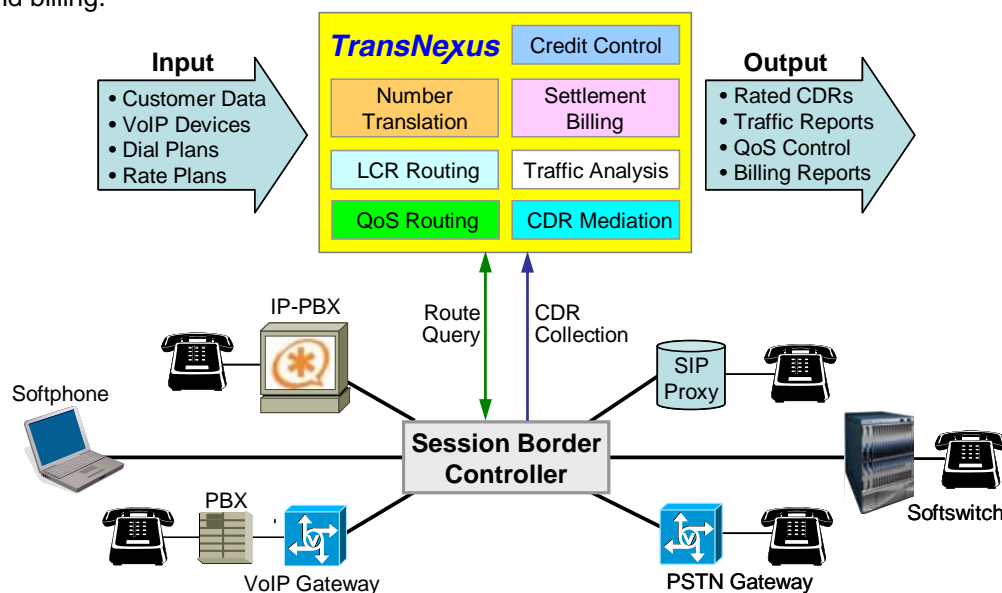 nd billing.
TransNexus
Credit Control
Input
• Customer Data
• VoIP Devices
• Dial Plans
• Rate Plans
Number
Translation
Settlement
Billing
LCR Routing
Traffic Analysis
QoS Routing
CDR Mediation
Output
• Rated CDRs
• Traffic Reports
• QoS Control
• Billing Reports
Route
Query
CDR
Collection
IP-PBX
SIP
Proxy
Softphone
Session Border
Controller
Softswitch
PBX
V
VoIP Gateway
V
PSTN Gateway